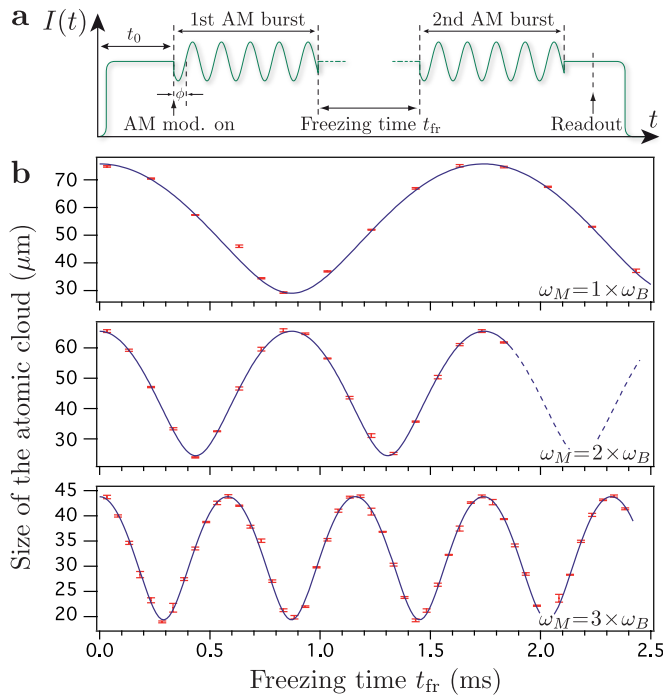 a I(t)
t0
1st AM burst
2nd AM burst
ϕ
AM mod. on
Freezing time tfr
Readout
t
b
Size of the atomic cloud (μm)
70
60
50
40
30
ωM=1×ωB
60
50
40
30
ωM=2×ωB
45
40
35
30
25
20
ωM=3×ωB
0.0 0.5 1.0 1.5 2.0 2.5
Freezing time tfr (ms)